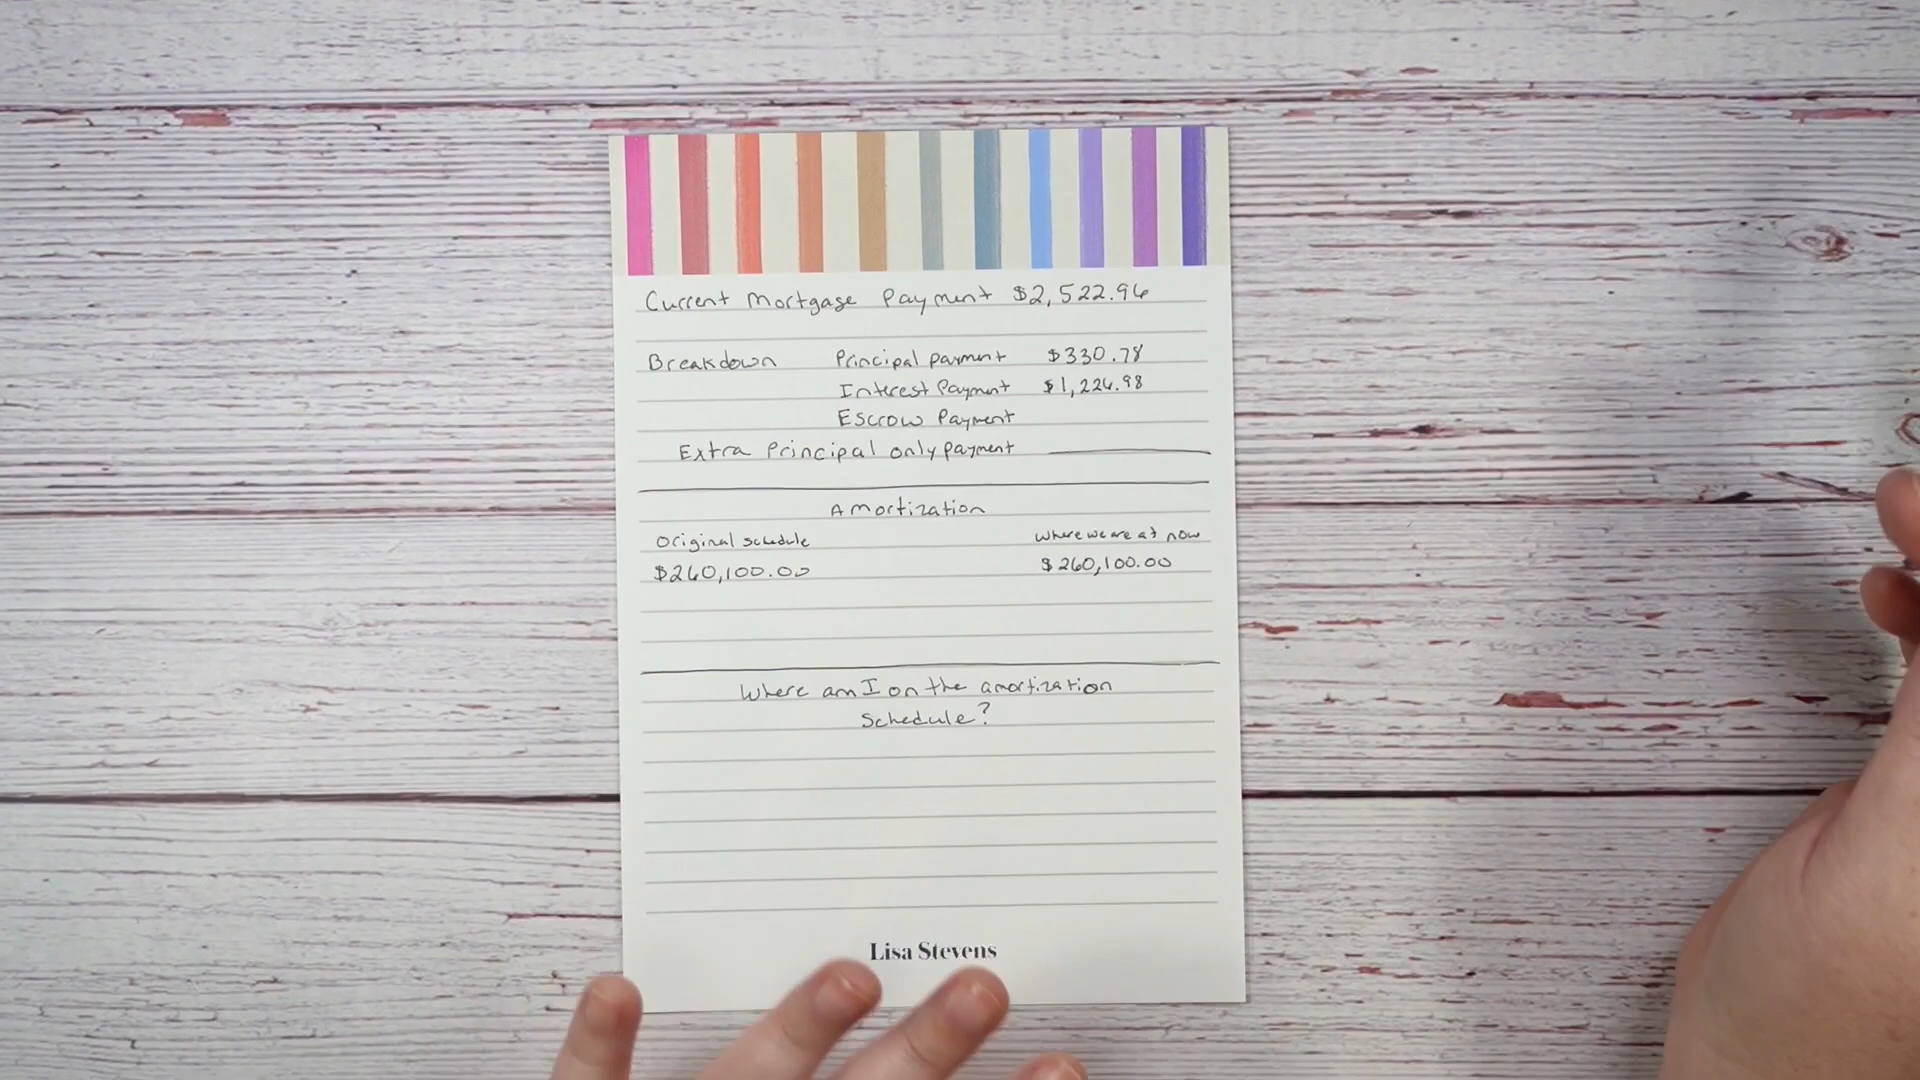 Current Mortgage Payment $2,522.96
Breakdown Principal payment $330.78
Interest Payment $1,226.98
Escrow Payment
Extra Principal only payment
Amortization
Original schedule where we are at now
$260,100.00 $260,100.00
Where am I on the amortization
Schedule?
Lisa Stevens